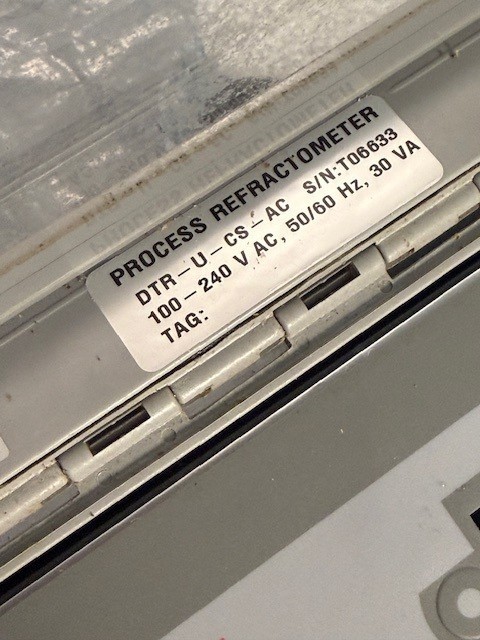 PROCESS REFRACTOMETER
DTR-U-CS-AC S/N:T06633
100-240 V AC, 50/60 Hz, 30 VA
TAG: